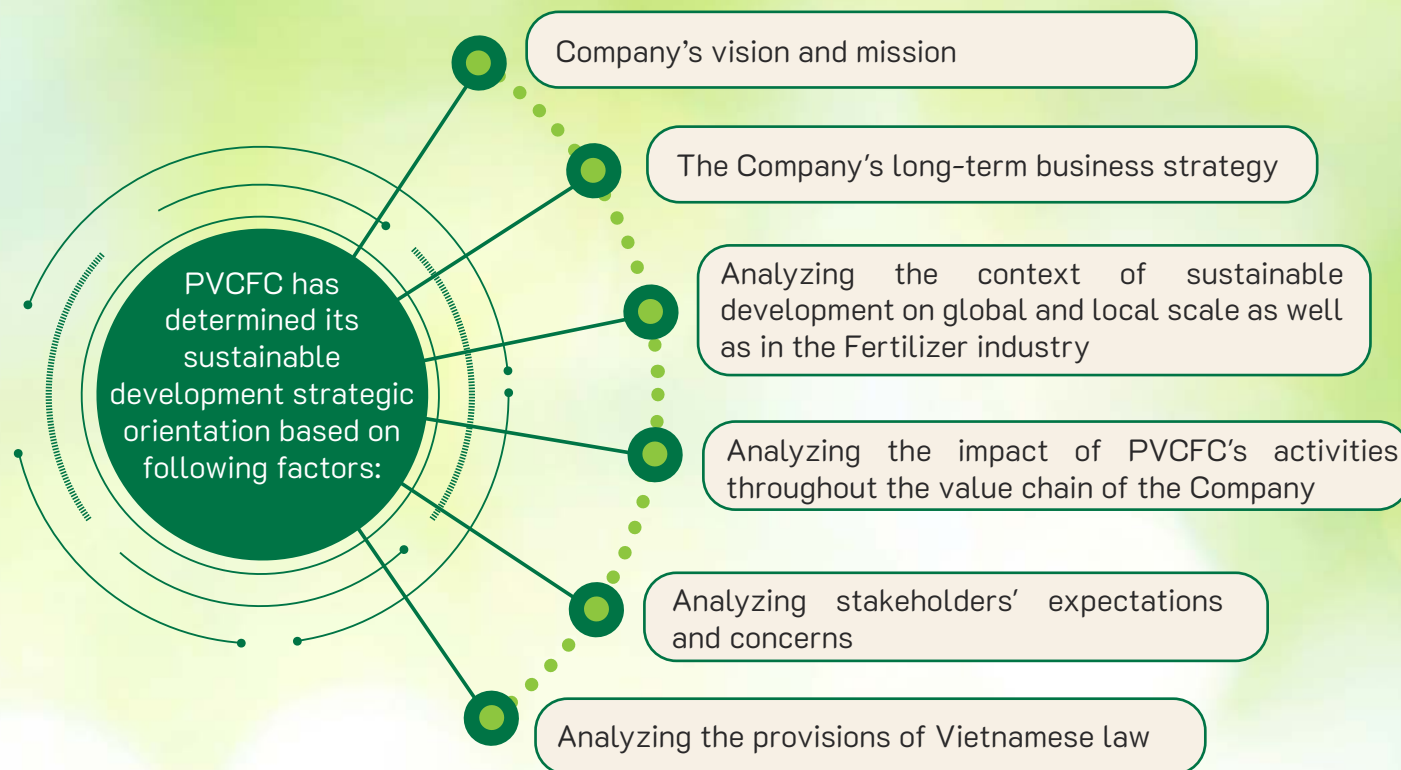 PVCFC has
determined its
sustainable
development strategic
orientation based on
following factors:
Company's vision and mission
The Company's long-term business strategy
Analyzing the context of sustainable
development on global and local scale as well
as in the Fertilizer industry
Analyzing the impact of PVCFC's activities
throughout the value chain of the Company
Analyzing stakeholders' expectations
and concerns
Analyzing the provisions of Vietnamese law